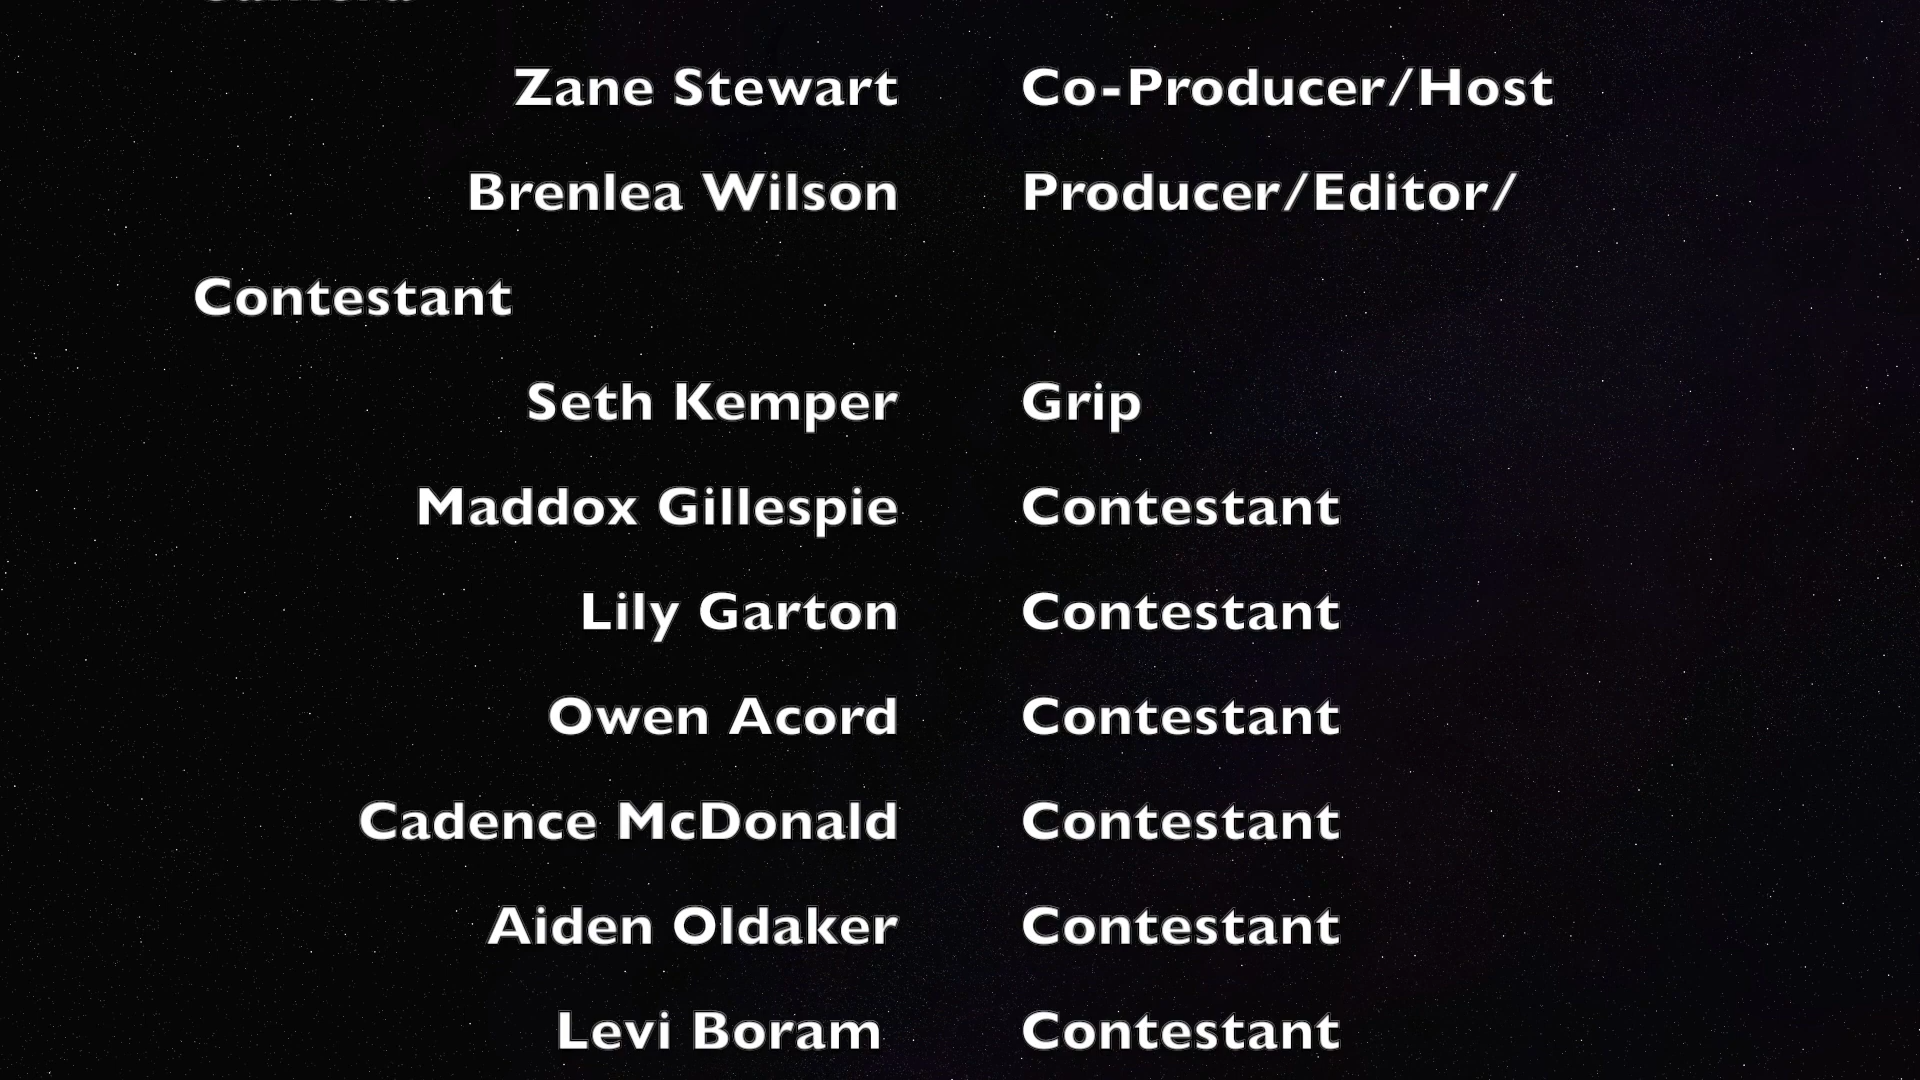 Zane Stewart Co-Producer/Host
Brenlea Wilson Producer/Editor/
Contestant
Seth Kemper Grip
Maddox Gillespie Contestant
Lily Garton Contestant
Owen Acord Contestant
Cadence McDonald Contestant
Aiden Oldaker Contestant
Levi Boram Contestant